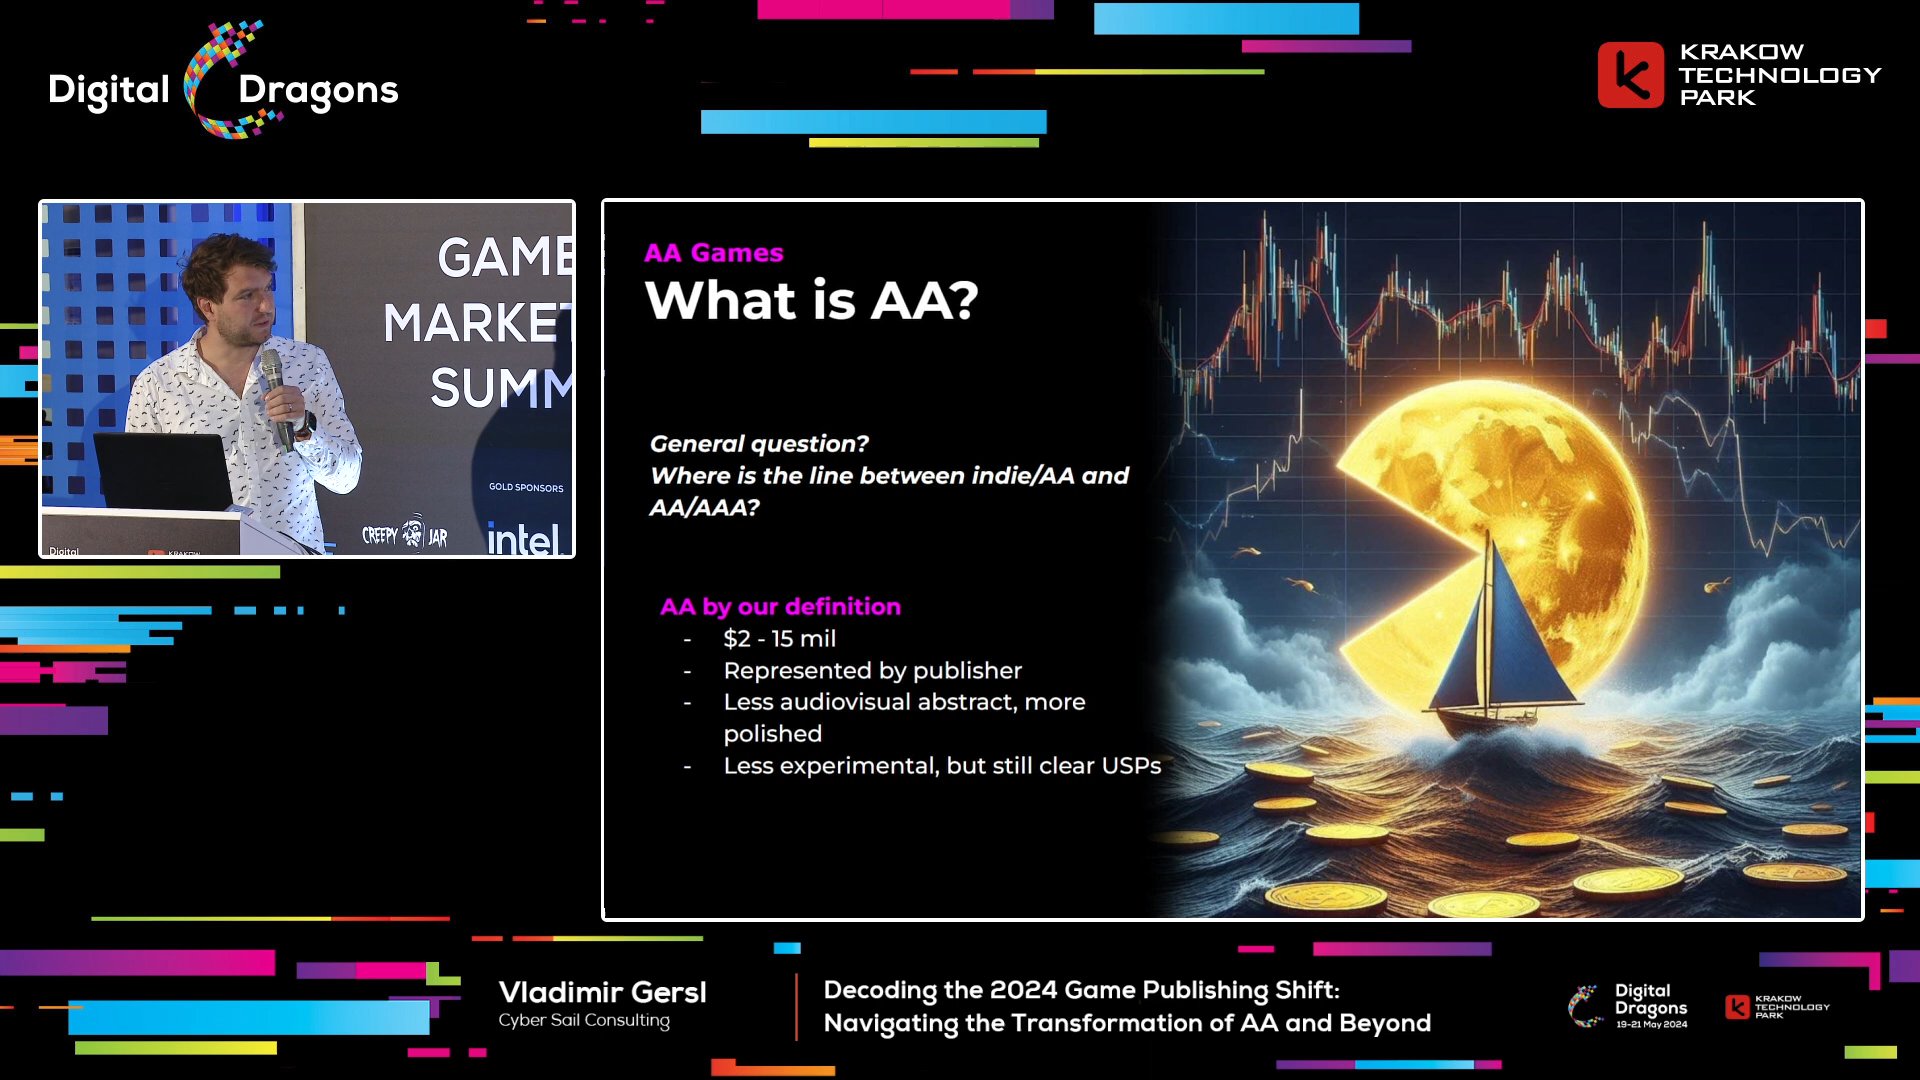 Digital Dragons
KRAKOW
TECHNOLOGY
PARK
GAME
MARKET
SUMM
GOLD SPONSORS
CREEPY JAR
intel.
Digital
KRAKOW
AA Games
What is AA?
General question?
Where is the line between indie/AA and
AA/AAA?
AA by our definition
- $2 - 15 mil
- Represented by publisher
- Less audiovisual abstract, more
polished
- Less experimental, but still clear USPs
Vladimir Gersl
Cyber Sail Consulting
Decoding the 2024 Game Publishing Shift:
Navigating the Transformation of AA and Beyond
Digital
Dragons
19-21 May 2024
KRAKOW
TECHNOLOGY
PARK